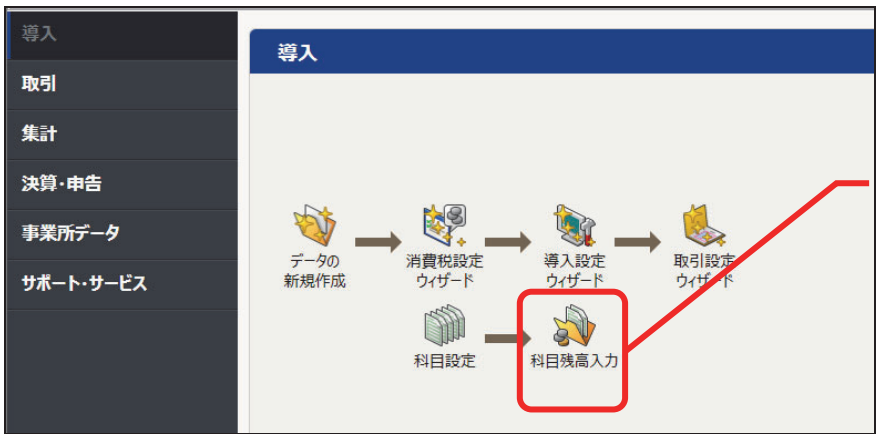 導入
取引
集計
決算・申告
事業所データ
サポート・サービス
導入
データの
新規作成
消費税設定
ウィザード
導入設定
ウィザード
取引設定
ウィザード
科目設定
科目残高入力